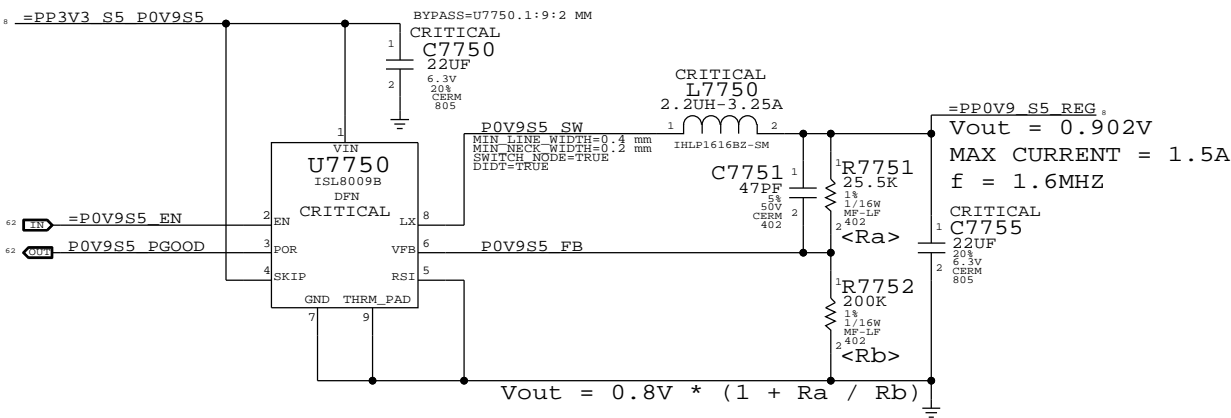 8 =PP3V3_S5_P0V9S5
BYPASS=U7750.1:9:2 MM
CRITICAL
1 C7750
22UF
2 6.3V
20%
CERM
805
1
VIN
U7750
ISL8009B
DFN
CRITICAL
62 IN =P0V9S5_EN 2 EN
62 OUT P0V9S5_PGOOD 3 POR
4 SKIP
LX 8
VFB 6
RSI 5
GND THRM_PAD
7 9
P0V9S5_SW
MIN_LINE_WIDTH=0.4 mm
MIN_NECK_WIDTH=0.2 mm
SWITCH_NODE=TRUE
DIDT=TRUE
P0V9S5_FB
CRITICAL
L7750
2.2UH-3.25A
1 2
IHLP1616BZ-SM
C7751
47PF 1
5%
50V 2
CERM
402
1 R7751
25.5K
1%
1/16W
MF-LF
2 402
<Ra>
1 R7752
200K
1%
1/16W
MF-LF
2 402
<Rb>
=PP0V9_S5_REG 8
Vout = 0.902V
MAX CURRENT = 1.5A
f = 1.6MHZ
CRITICAL
1 C7755
22UF
20%
2 6.3V
CERM
805
Vout = 0.8V * (1 + Ra / Rb)